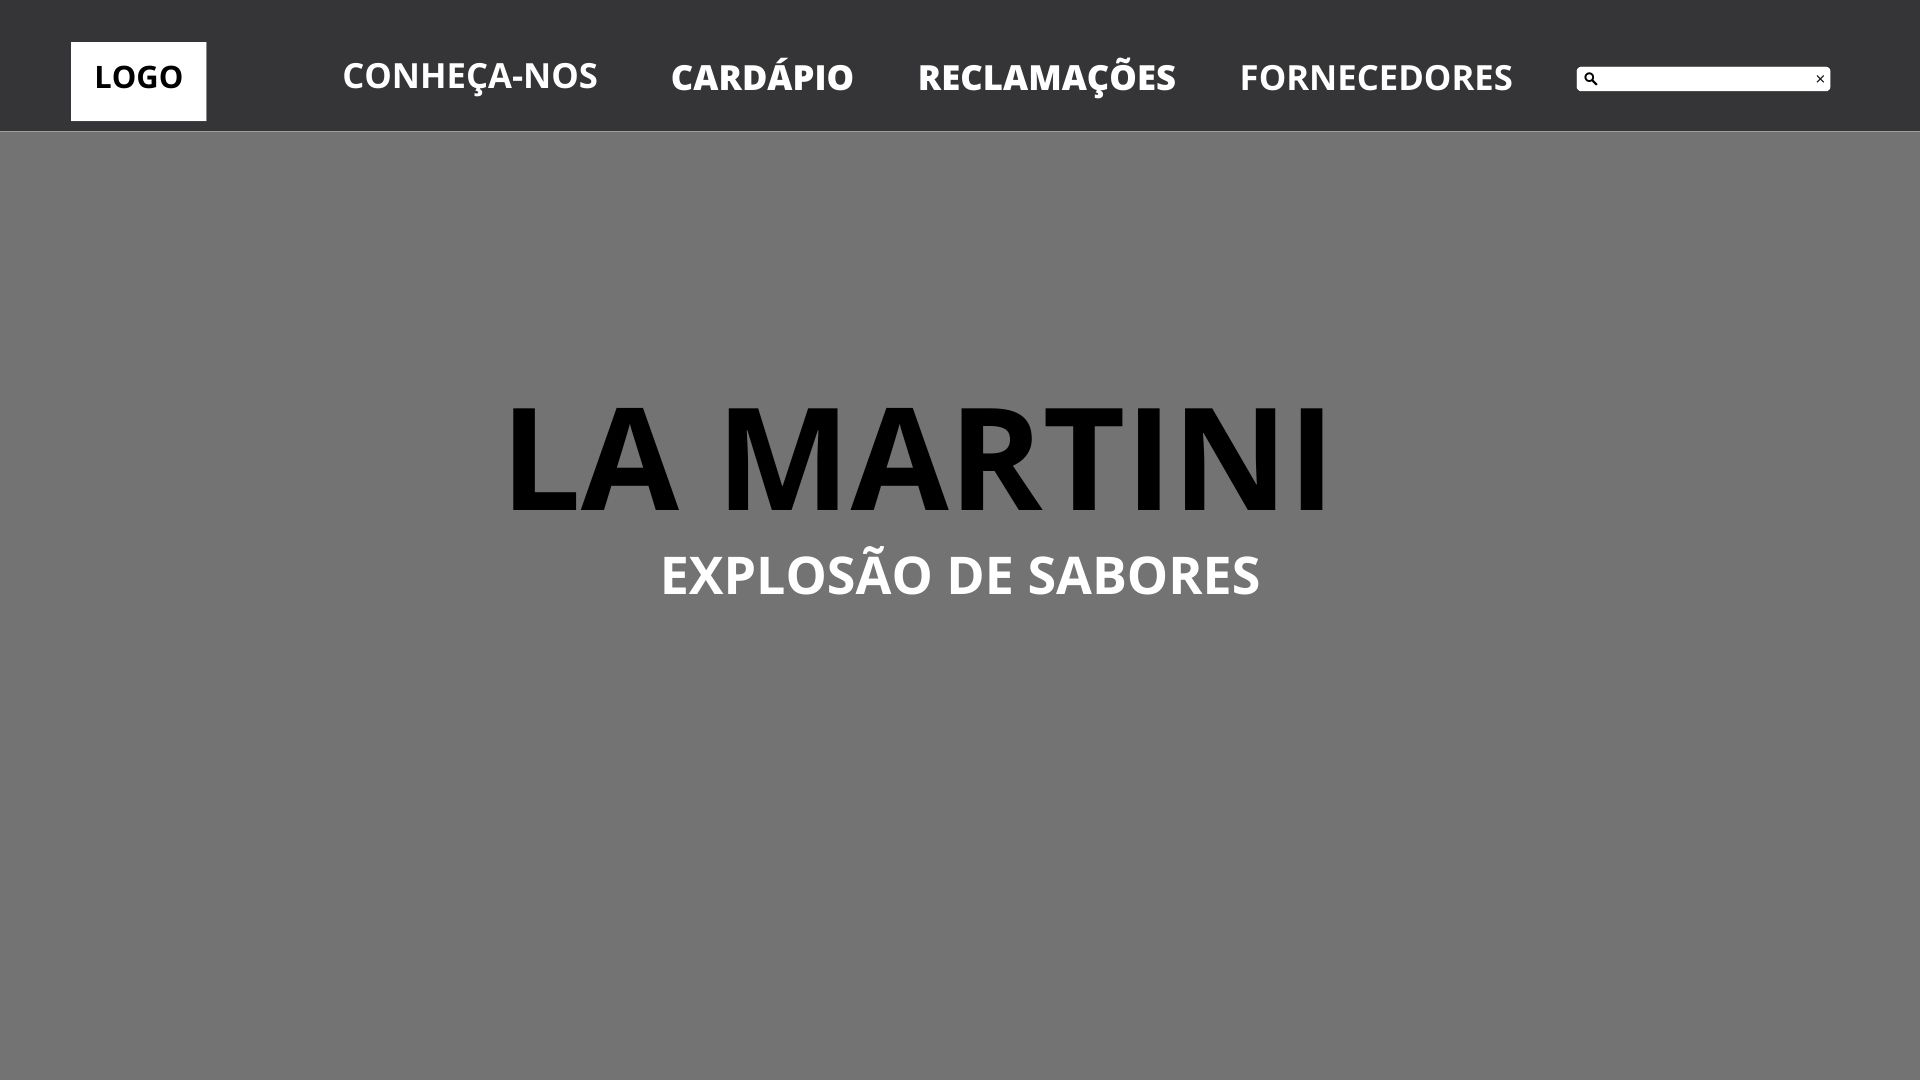 LOGO
CONHEÇA-NOS
CARDÁPIO
RECLAMAÇÕES
FORNECEDORES
LA MARTINI
EXPLOSÃO DE SABORES